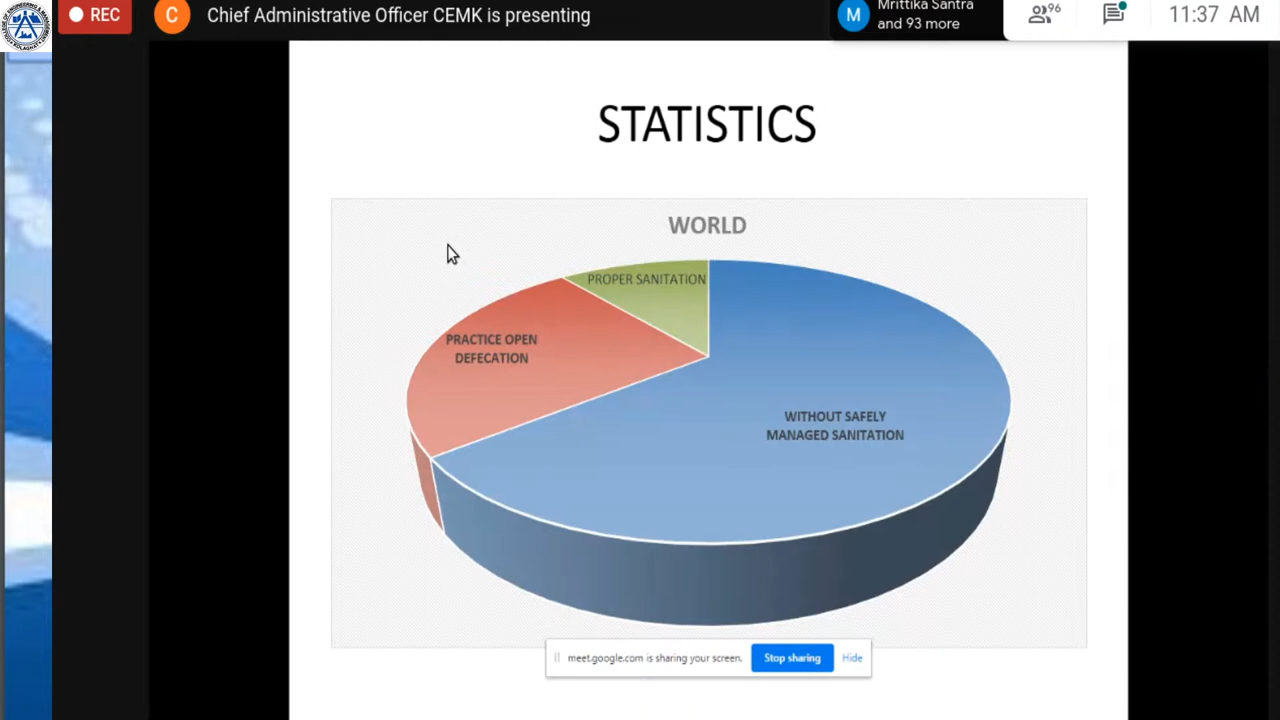 REC
C
Chief Administrative Officer CEMK is presenting
M
Mrittika Santra
and 93 more
96
11:37 AM
STATISTICS
WORLD
PROPER SANITATION
PRACTICE OPEN
DEFECATION
WITHOUT SAFELY
MANAGED SANITATION
meet.google.com is sharing your screen.
Stop sharing
Hide